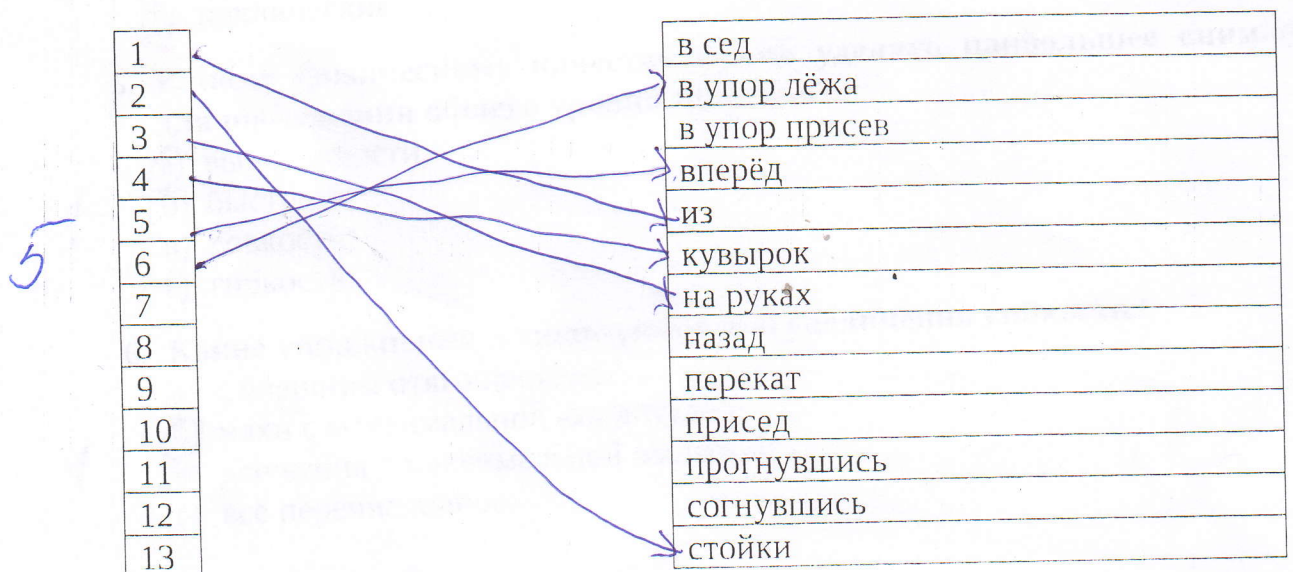 1
2
3
4
5
6
7
8
9
10
11
12
13
5
в сед
в упор лёжа
в упор присев
вперёд
из
кувырок
на руках
назад
перекат
присед
прогнувшись
согнувшись
стойки